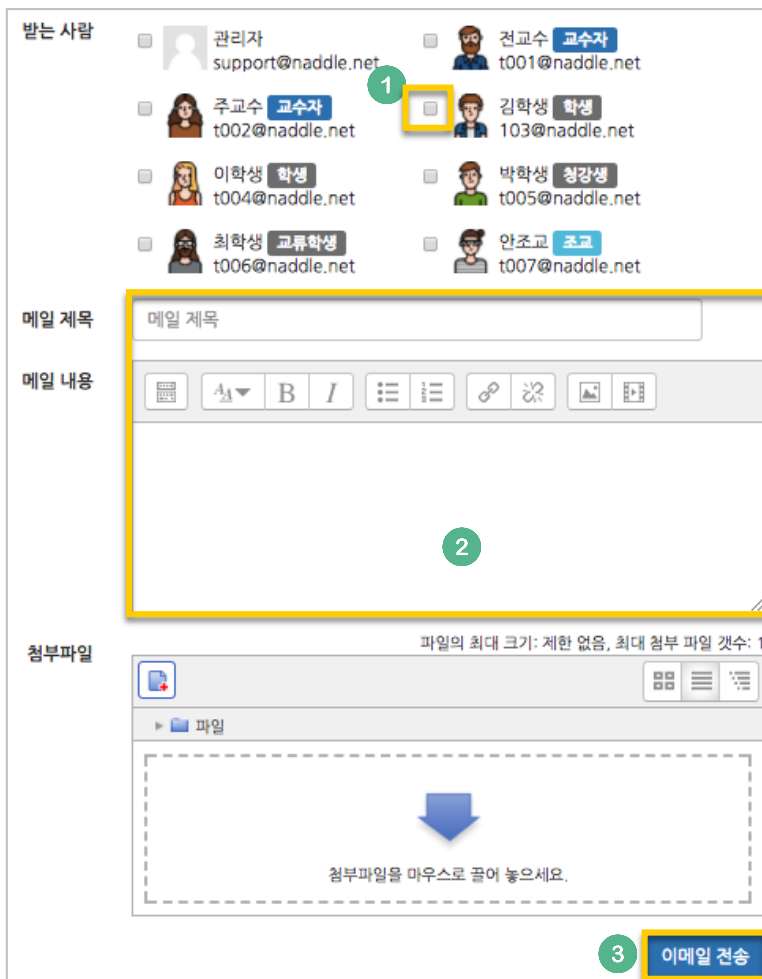 받는 사람
관리자
support@naddle.net
전교수 교수자
t001@naddle.net
1
주교수 교수자
t002@naddle.net
김학생 학생
103@naddle.net
이학생 학생
t004@naddle.net
박학생 청강생
t005@naddle.net
최학생 교류학생
t006@naddle.net
안조교 조교
t007@naddle.net
메일 제목
메일 제목
메일 내용
B I
2
파일의 최대 크기: 제한 없음, 최대 첨부 파일 갯수: 1
첨부파일
파일
첨부파일을 마우스로 끌어 놓으세요.
3
이메일 전송